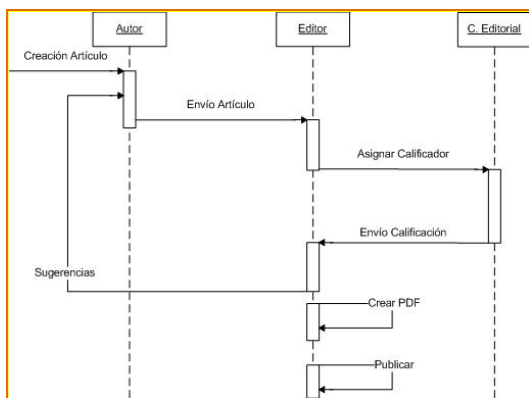 Autor
Editor
C. Editorial
Creación Artículo
Envío Artículo
Asignar Calificador
Envío Calificación
Sugerencias
Crear PDF
Publicar